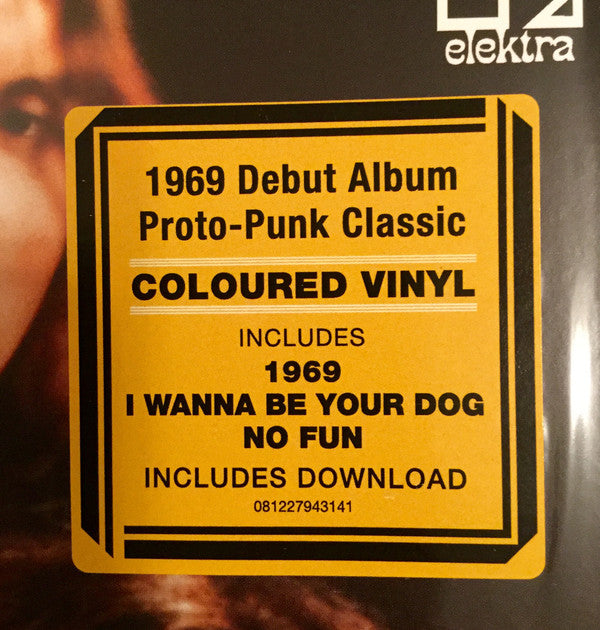 elektra
1969 Debut Album
Proto-Punk Classic
COLOURED VINYL
INCLUDES
1969
I WANNA BE YOUR DOG
NO FUN
INCLUDES DOWNLOAD
081227943141